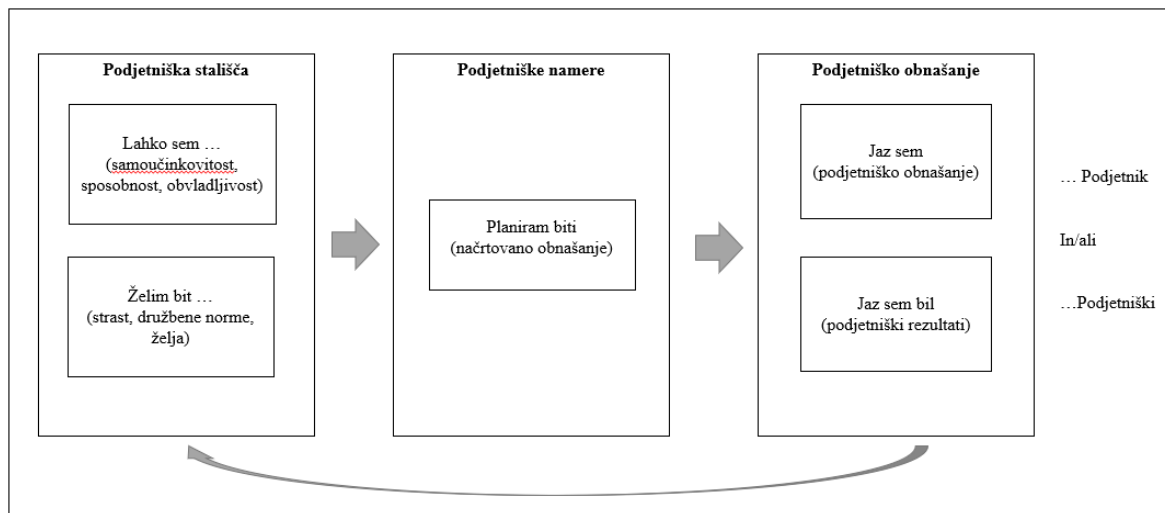 Podjetniška stališča
Lahko sem …
(samoučinkovitost,
sposobnost, obvladljivost)
Želim bit …
(strast, družbene norme,
želja)
Podjetniške namere
Planiram biti
(načrtovano obnašanje)
Podjetniško obnašanje
Jaz sem
(podjetniško obnašanje)
Jaz sem bil
(podjetniški rezultati)
… Podjetnik
In/ali
…Podjetniški